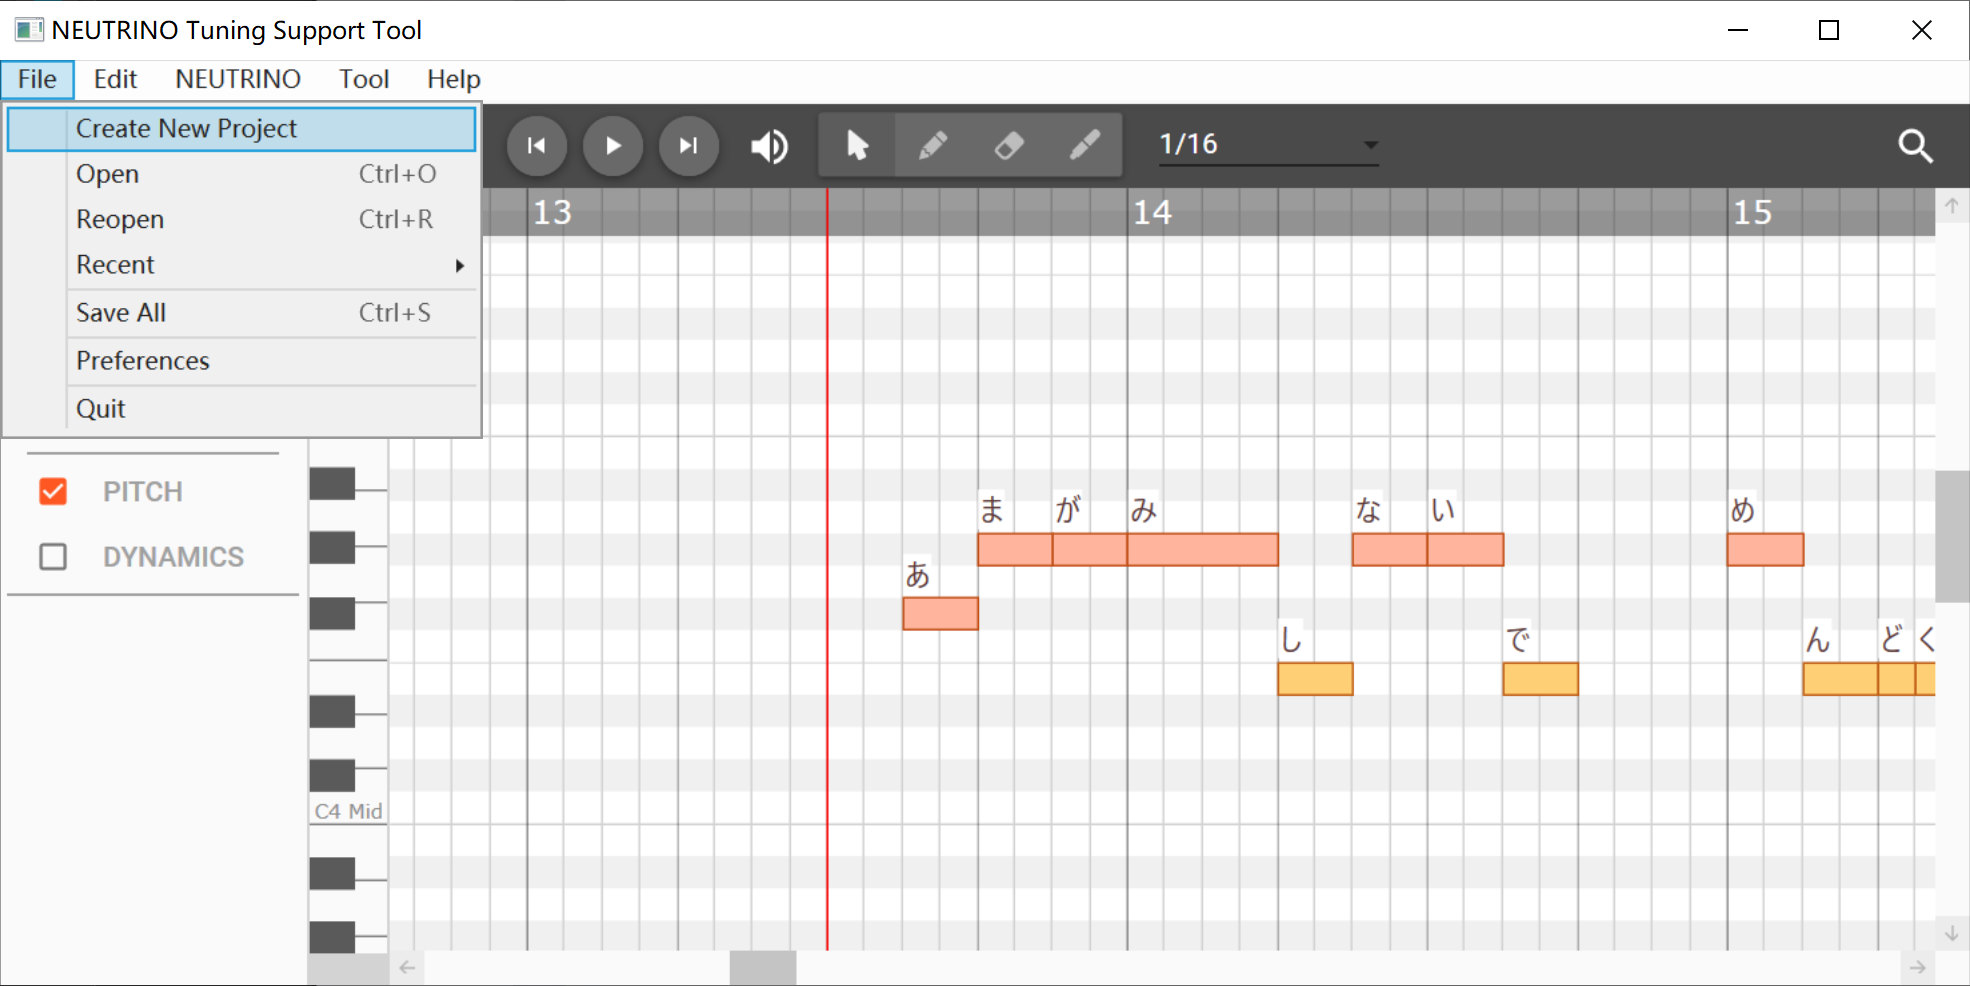 NEUTRINO Tuning Support Tool
File Edit NEUTRINO Tool Help
Create New Project
Open Ctrl+O
Reopen Ctrl+R
Recent
Save All Ctrl+S
Preferences
Quit
1/16
13 14 15
PITCH
DYNAMICS
ま が み な い め
あ
し で ん ど く
C4 Mid